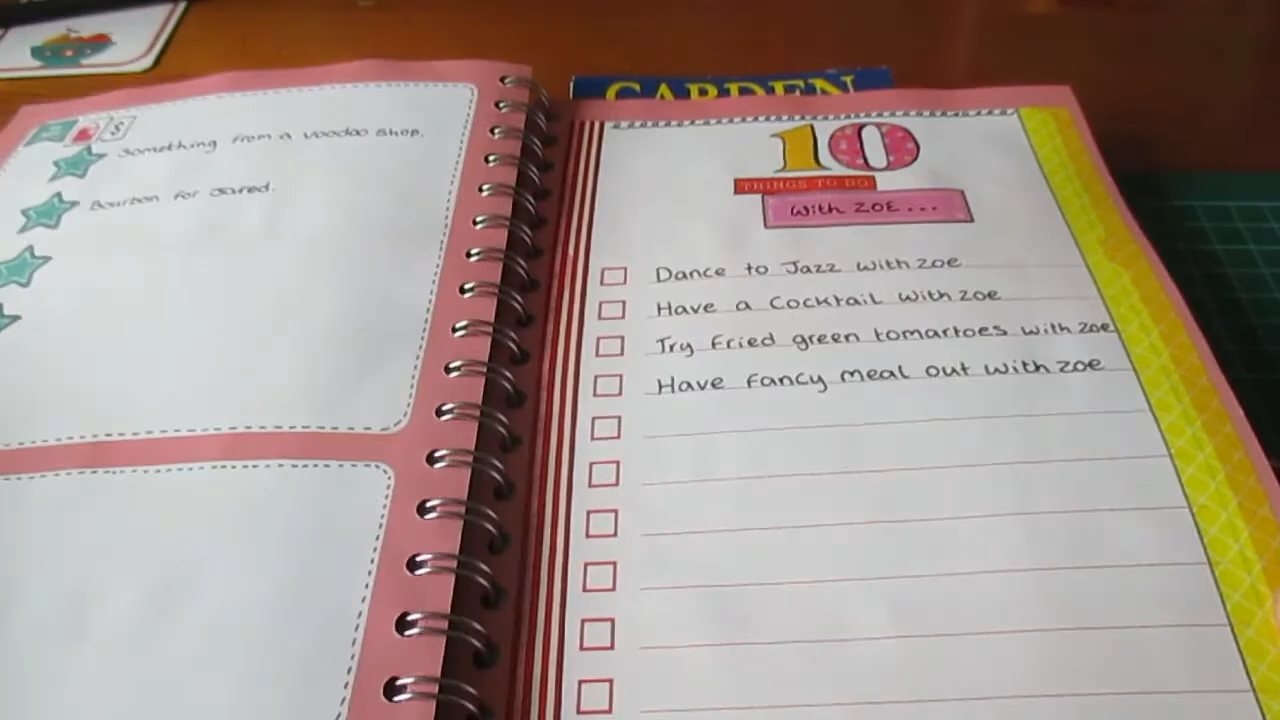 $
Something from a voodoo shop.
Bourbon for Jared.
GARDEN
10
THINGS TO DO
with ZOE...
Dance to Jazz with zoe
Have a Cocktail with zoe
Try Fried green tomartoes with zoe
Have fancy meal out with zoe